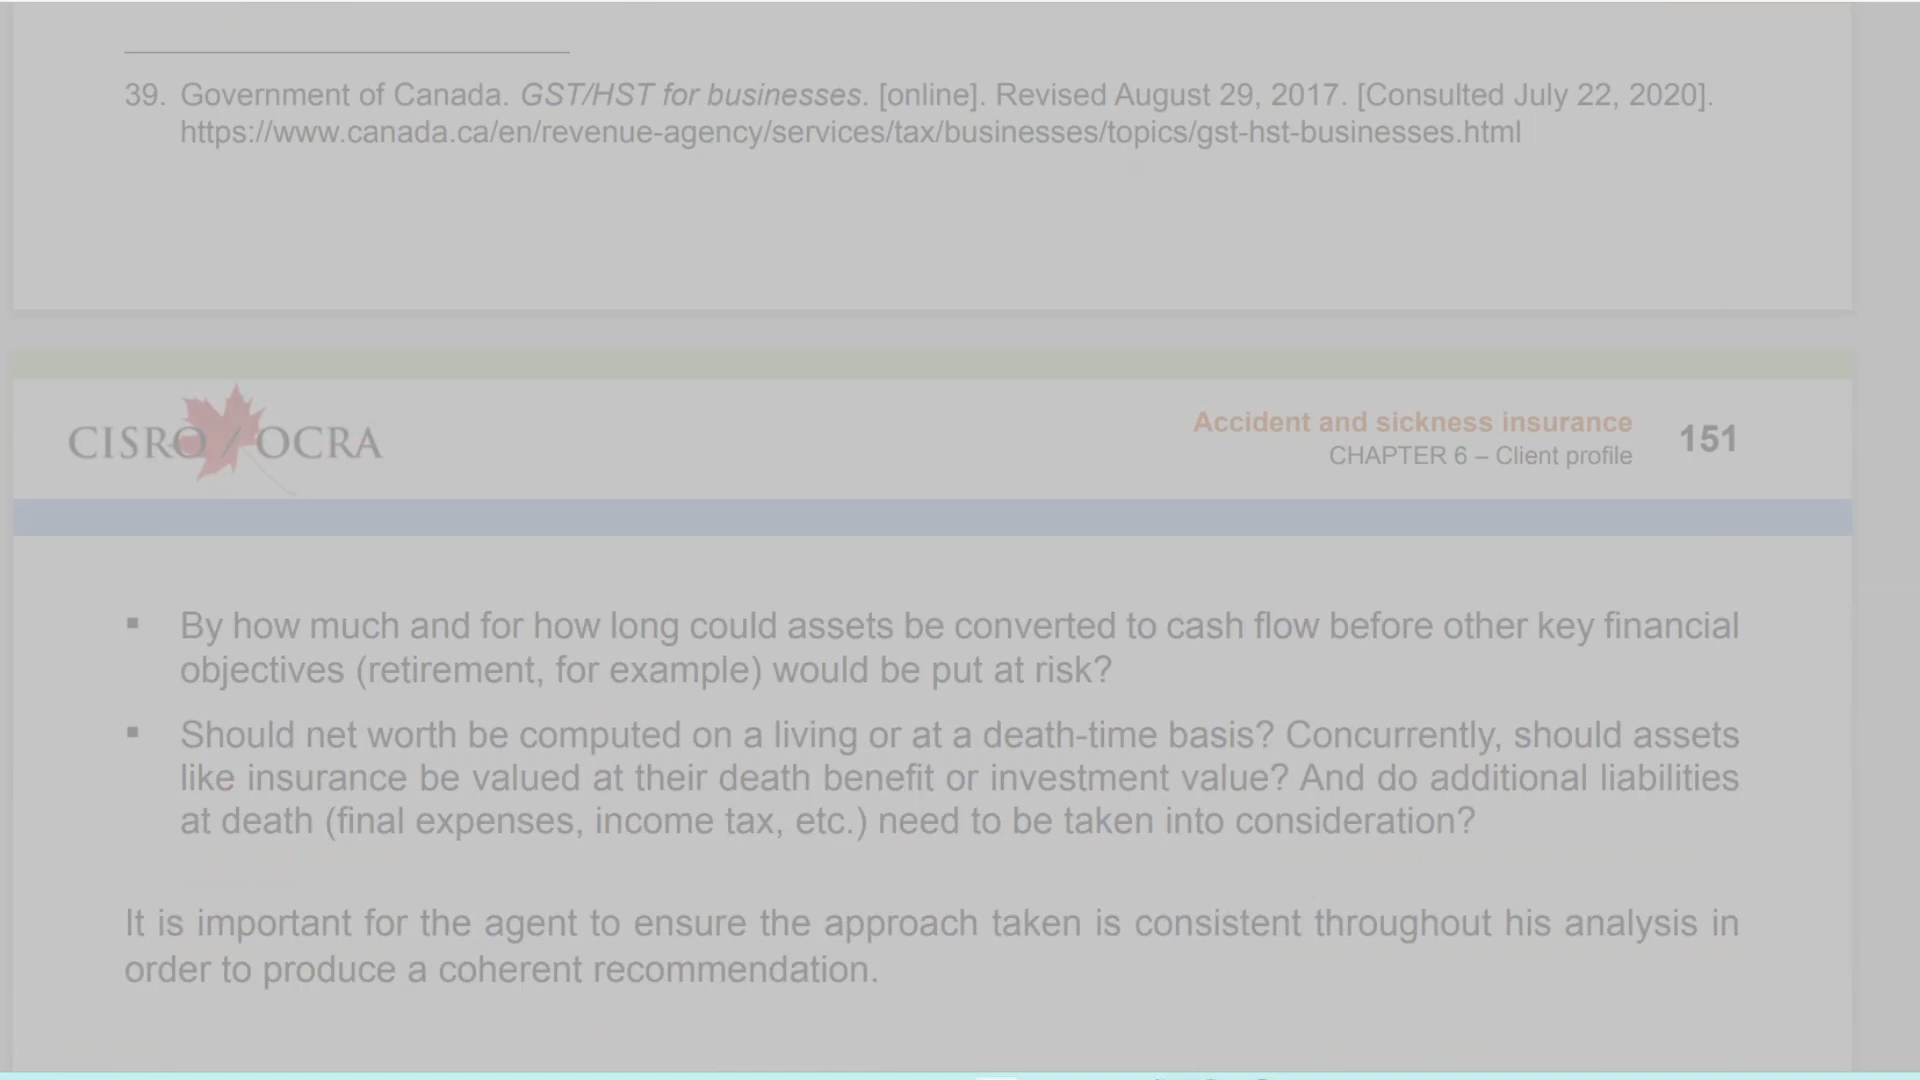 39. Government of Canada. GST/HST for businesses. [online]. Revised August 29, 2017. [Consulted July 22, 2020].
https://www.canada.ca/en/revenue-agency/services/tax/businesses/topics/gst-hst-businesses.html
CISRO / OCRA
Accident and sickness insurance
CHAPTER 6 – Client profile
151
▪ By how much and for how long could assets be converted to cash flow before other key financial
objectives (retirement, for example) would be put at risk?
▪ Should net worth be computed on a living or at a death-time basis? Concurrently, should assets
like insurance be valued at their death benefit or investment value? And do additional liabilities
at death (final expenses, income tax, etc.) need to be taken into consideration?
It is important for the agent to ensure the approach taken is consistent throughout his analysis in
order to produce a coherent recommendation.